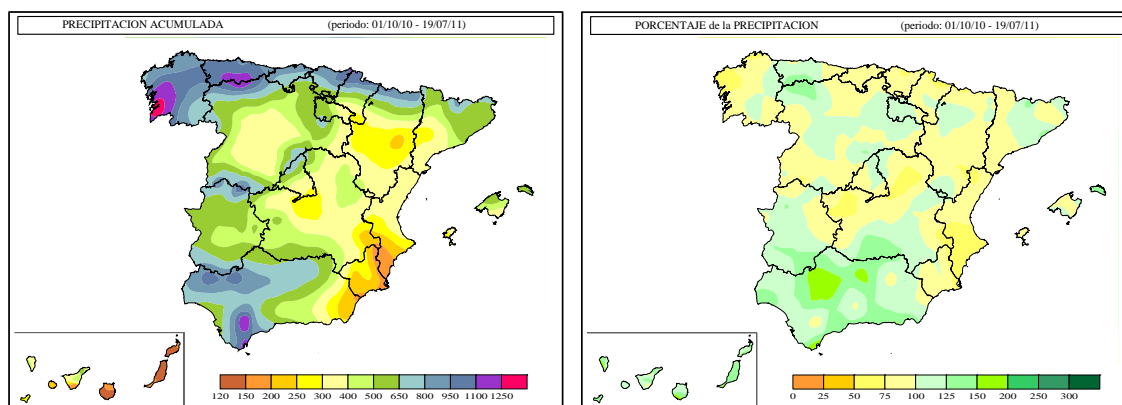 PRECIPITACION ACUMULADA (periodo: 01/10/10 - 19/07/11)
120 150 200 250 300 400 500 650 800 950 1100 1250
PORCENTAJE de la PRECIPITACION (periodo: 01/10/10 - 19/07/11)
0 25 50 75 100 125 150 200 250 300